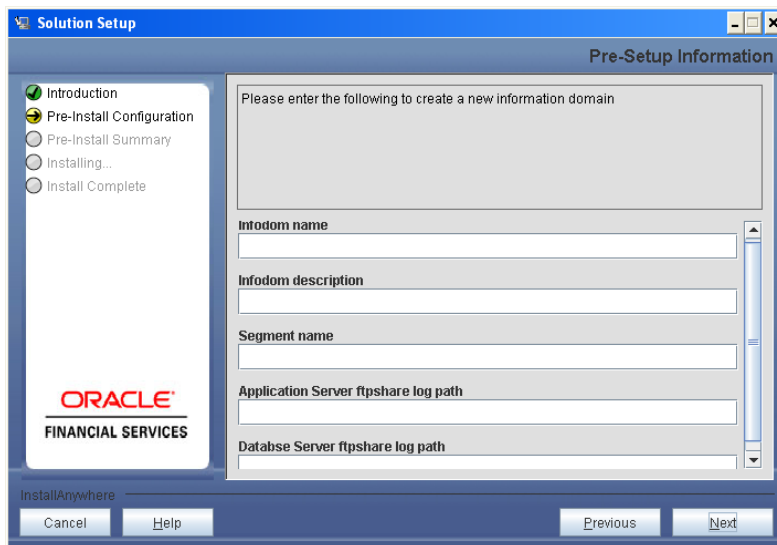 Solution Setup
Pre-Setup Information
Introduction
Pre-Install Configuration
Pre-Install Summary
Installing...
Install Complete
ORACLE
FINANCIAL SERVICES
Please enter the following to create a new information domain
Infodom name
Infodom description
Segment name
Application Server ftpshare log path
Databse Server ftpshare log path
InstallAnywhere
Cancel
Help
Previous
Next